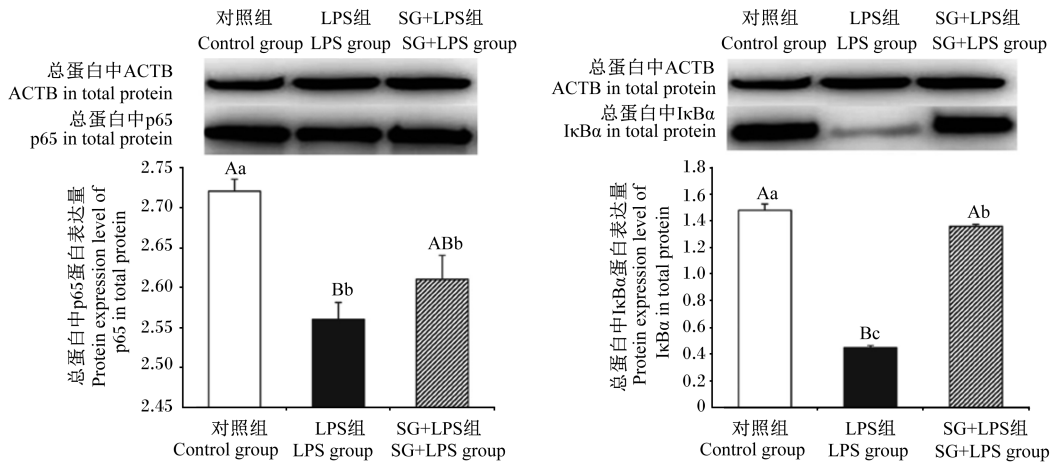 对照组 LPS组 SG+LPS组
Control group LPS group SG+LPS group
总蛋白中ACTB
ACTB in total protein
总蛋白中p65
p65 in total protein
2.75
2.70
2.65
2.60
2.55
2.50
2.45
总蛋白中p65蛋白表达量
Protein expression level of
p65 in total protein
Aa
Bb
ABb
对照组 LPS组 SG+LPS组
Control group LPS group SG+LPS group
对照组 LPS组 SG+LPS组
Control group LPS group SG+LPS group
总蛋白中ACTB
ACTB in total protein
总蛋白中IκBα
IκBα in total protein
1.8
1.6
1.4
1.2
1.0
0.8
0.6
0.4
0.2
0
总蛋白中IκBα蛋白表达量
Protein expression level of
IκBα in total protein
Aa
Bc
Ab
对照组 LPS组 SG+LPS组
Control group LPS group SG+LPS group